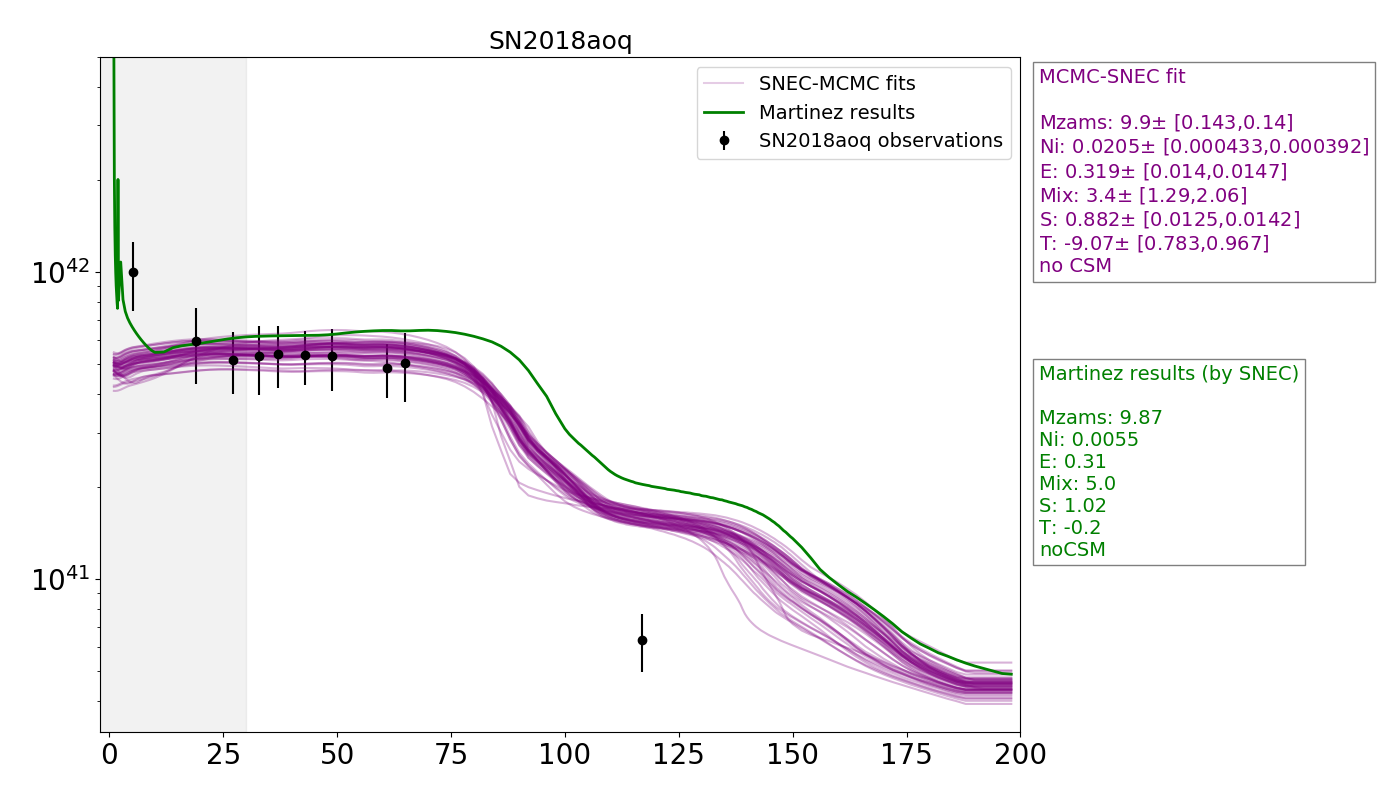 SN2018aoq
SNEC-MCMC fits
Martinez results
SN2018aoq observations
10^42
10^41
0 25 50 75 100 125 150 175 200
MCMC-SNEC fit
Mzams: 9.9± [0.143,0.14]
Ni: 0.0205± [0.000433,0.000392]
E: 0.319± [0.014,0.0147]
Mix: 3.4± [1.29,2.06]
S: 0.882± [0.0125,0.0142]
T: -9.07± [0.783,0.967]
no CSM
Martinez results (by SNEC)
Mzams: 9.87
Ni: 0.0055
E: 0.31
Mix: 5.0
S: 1.02
T: -0.2
noCSM